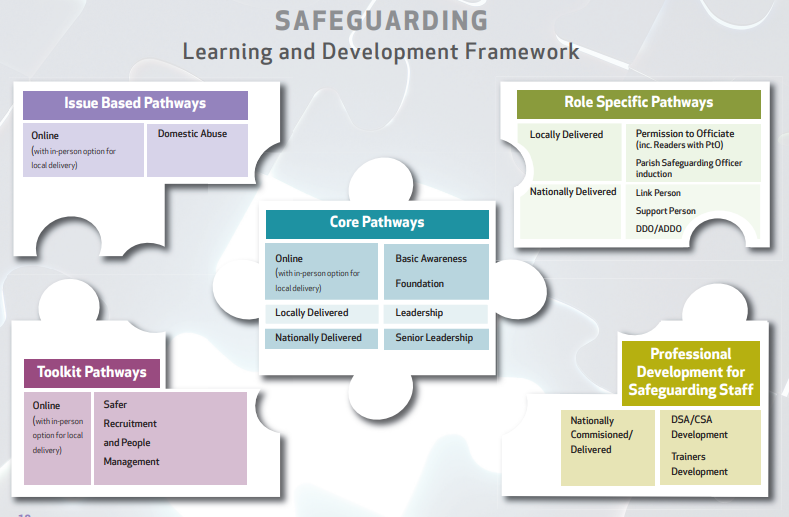 SAFEGUARDING
Learning and Development Framework
Issue Based Pathways
Online
(with in-person option for
local delivery)
Domestic Abuse
Role Specific Pathways
Locally Delivered
Permission to Officiate
(inc. Readers with PtO)
Parish Safeguarding Officer
induction
Nationally Delivered
Link Person
Support Person
DDO/ADDO
Core Pathways
Online
(with in-person option for
local delivery)
Basic Awareness
Foundation
Locally Delivered
Leadership
Nationally Delivered
Senior Leadership
Toolkit Pathways
Online
(with in-person
option for local
delivery)
Safer
Recruitment
and People
Management
Professional
Development for
Safeguarding Staff
Nationally
Commisioned/
Delivered
DSA/CSA
Development
Trainers
Development